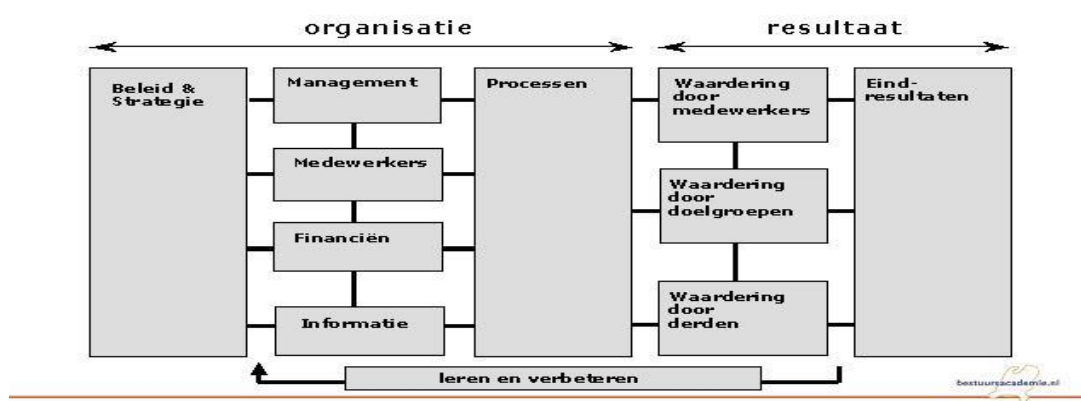 organisatie
resultaat
Beleid &
Strategie
Management
Medewerkers
Financiën
Informatie
Processen
Waardering
door
medewerkers
Waardering
door
doelgroepen
Waardering
door
derden
Eind-
resultaten
leren en verbeteren
bestuursacademie.nl